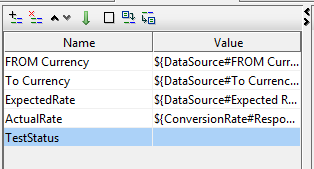 Name Value
FROM Currency ${DataSource#FROM Curr...
To Currency ${DataSource#To Currenc...
ExpectedRate ${DataSource#Expected R...
ActualRate ${ConversionRate#Respo...
TestStatus